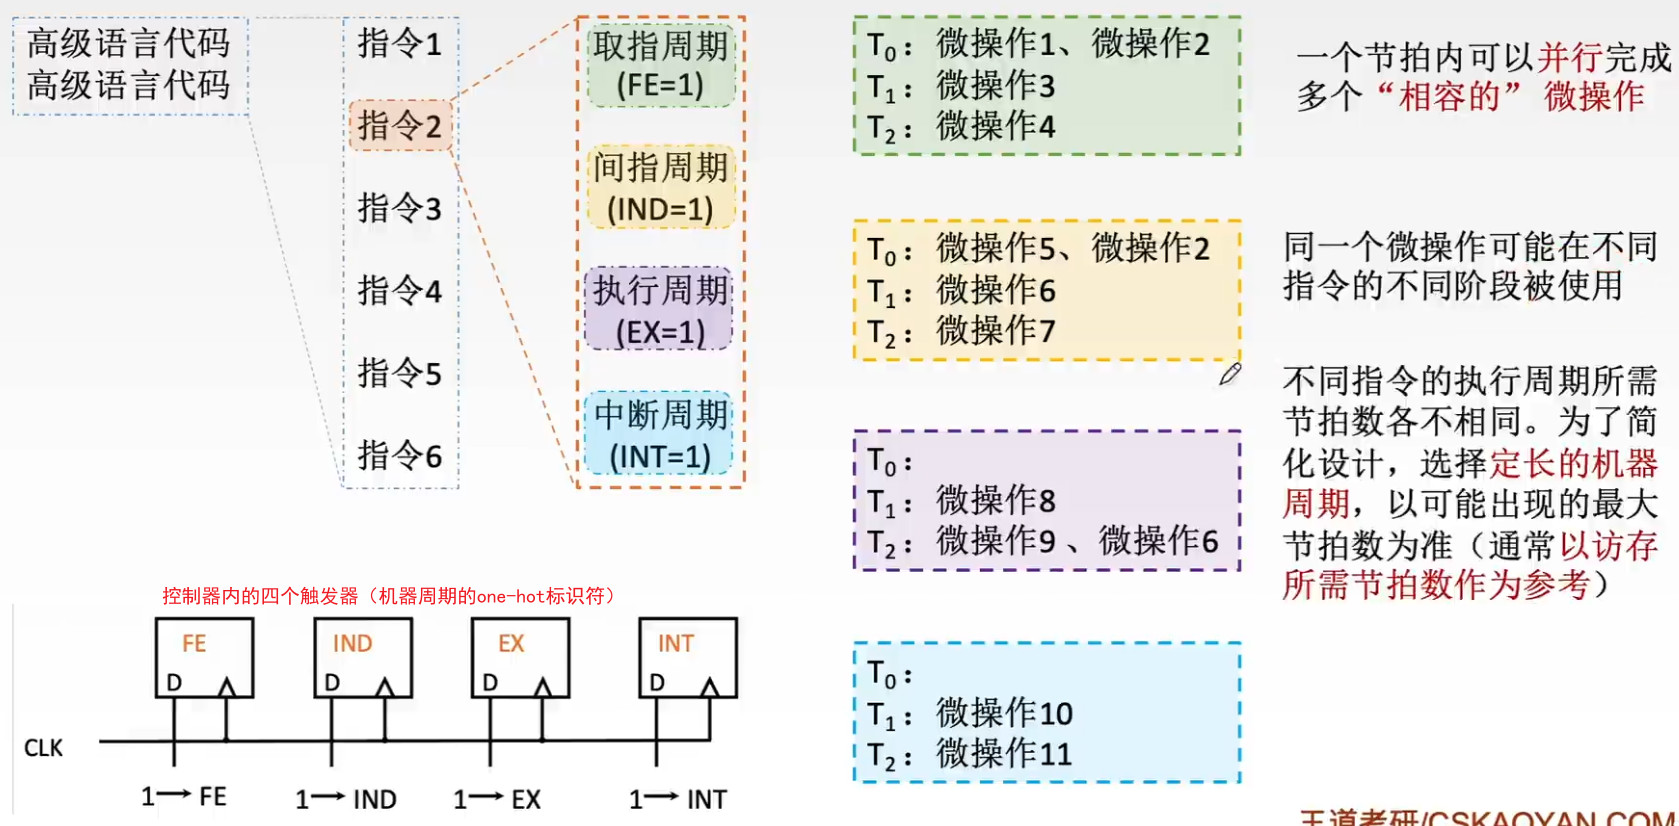 高级语言代码
高级语言代码
指令1
指令2
指令3
指令4
指令5
指令6
取指周期
(FE=1)
间指周期
(IND=1)
执行周期
(EX=1)
中断周期
(INT=1)
T0：微操作1、微操作2
T1：微操作3
T2：微操作4
T0：微操作5、微操作2
T1：微操作6
T2：微操作7
T0：
T1：微操作8
T2：微操作9 、微操作6
T0：
T1：微操作10
T2：微操作11
一个节拍内可以并行完成
多个“相容的” 微操作
同一个微操作可能在不同
指令的不同阶段被使用
不同指令的执行周期所需
节拍数各不相同。为了简
化设计，选择定长的机器
周期，以可能出现的最大
节拍数为准（通常以访存
所需节拍数作为参考）
控制器内的四个触发器（机器周期的one-hot标识符）
FE
D
IND
D
EX
D
INT
D
CLK
1→ FE
1→ IND
1→ EX
1→ INT
王道考研/CSKAOYAN.COM